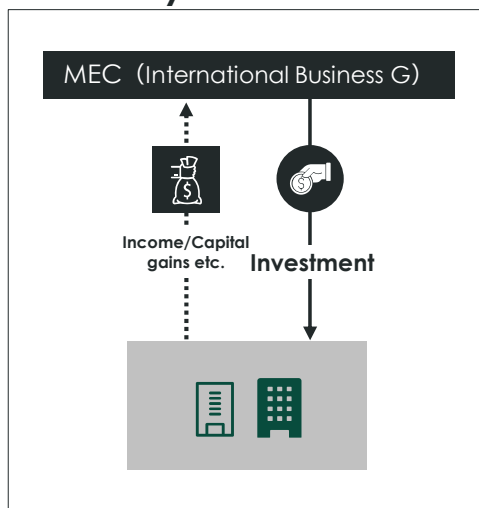 MEC（International Business G）
Income/Capital
gains etc.
Investment